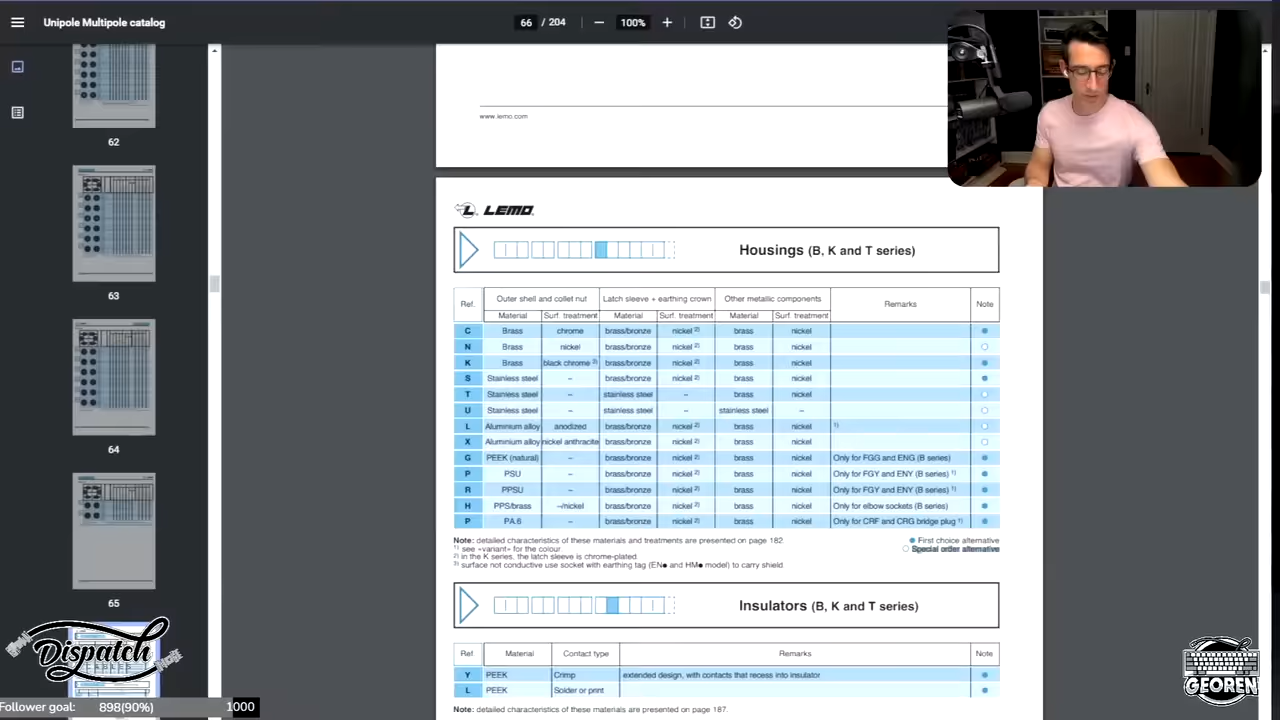 Unipole Multipole catalog
66 / 204
100%
62
63
64
65
www.lemo.com
LEMO
Housings (B, K and T series)
Ref. Outer shell and collet nut Latch sleeve + earthing crown Other metallic components Remarks Note
Material Surf. treatment Material Surf. treatment Material Surf. treatment
C Brass chrome brass/bronze nickel 2) brass nickel
N Brass nickel brass/bronze nickel 2) brass nickel
K Brass black chrome 3) brass/bronze nickel 2) brass nickel
S Stainless steel – brass/bronze nickel 2) brass nickel
T Stainless steel – stainless steel – brass nickel
U Stainless steel – stainless steel – stainless steel –
L Aluminium alloy anodized brass/bronze nickel 2) brass nickel 1)
X Aluminium alloy nickel anthracite brass/bronze nickel 2) brass nickel
G PEEK (natural) – brass/bronze nickel 2) brass nickel Only for FGG and ENG (B series)
P PSU – brass/bronze nickel 2) brass nickel Only for FGY and ENY (B series) 1)
R PPSU – brass/bronze nickel 2) brass nickel Only for FGY and ENY (B series) 1)
H PPS/brass –/nickel brass/bronze nickel 2) brass nickel Only for elbow sockets (B series)
P PA.6 – brass/bronze nickel 2) brass nickel Only for CRF and CRG bridge plug 1)
Note: detailed characteristics of these materials and treatments are presented on page 182
1) see «variant» for the colour
2) in the K series, the latch sleeve is chrome-plated.
3) surface not conductive use socket with earthing tag (EN● and HM● model) to carry shield
First choice alternative
Special order alternative
Insulators (B, K and T series)
Ref Material Contact type Remarks Note
Y PEEK Crimp extended design, with contacts that recess into insulator
L PEEK Solder or print
Note: detailed characteristics of these materials are presented on page 187.
Dispatch
CABLES
Follower goal: 898(90%) 1000
GEOREN